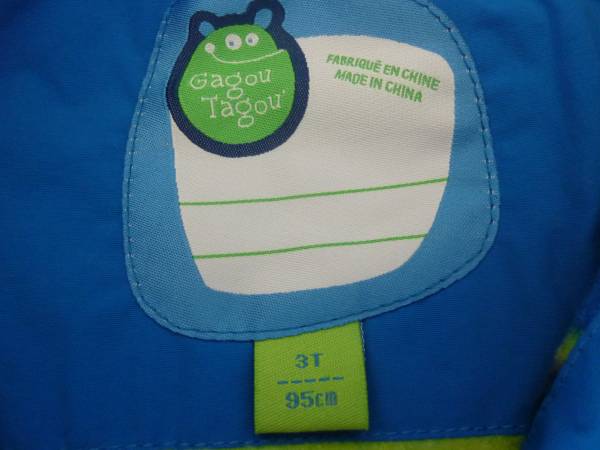 Gagou
Tagou
FABRIQUÉ EN CHINE
MADE IN CHINA
3T
95cm